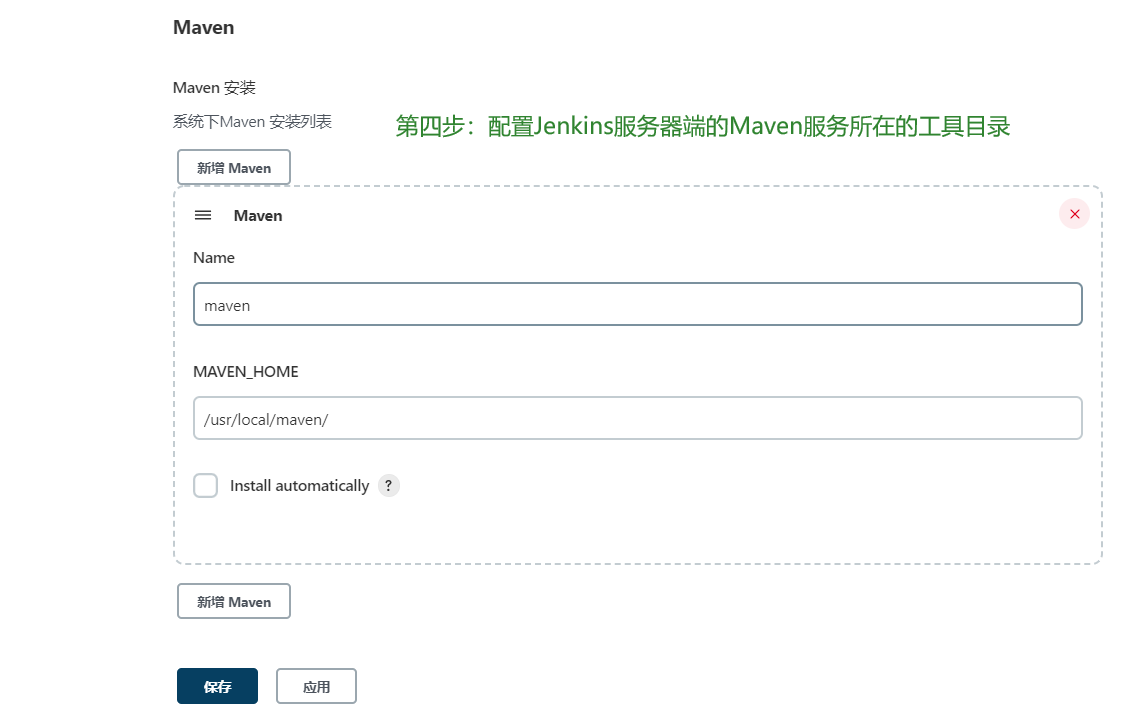 Maven
Maven 安装
系统下Maven 安装列表
第四步：配置Jenkins服务器端的Maven服务所在的工具目录
新增 Maven
Maven
Name
maven
MAVEN_HOME
/usr/local/maven/
Install automatically ?
新增 Maven
保存 应用